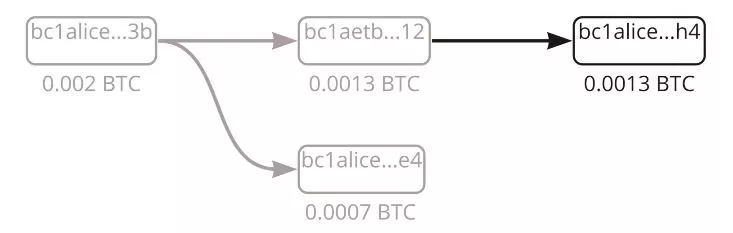 bc1alice...3b
bc1aetb...12
bc1alice...h4
0.002 BTC
0.0013 BTC
0.0013 BTC
bc1alice...e4
0.0007 BTC